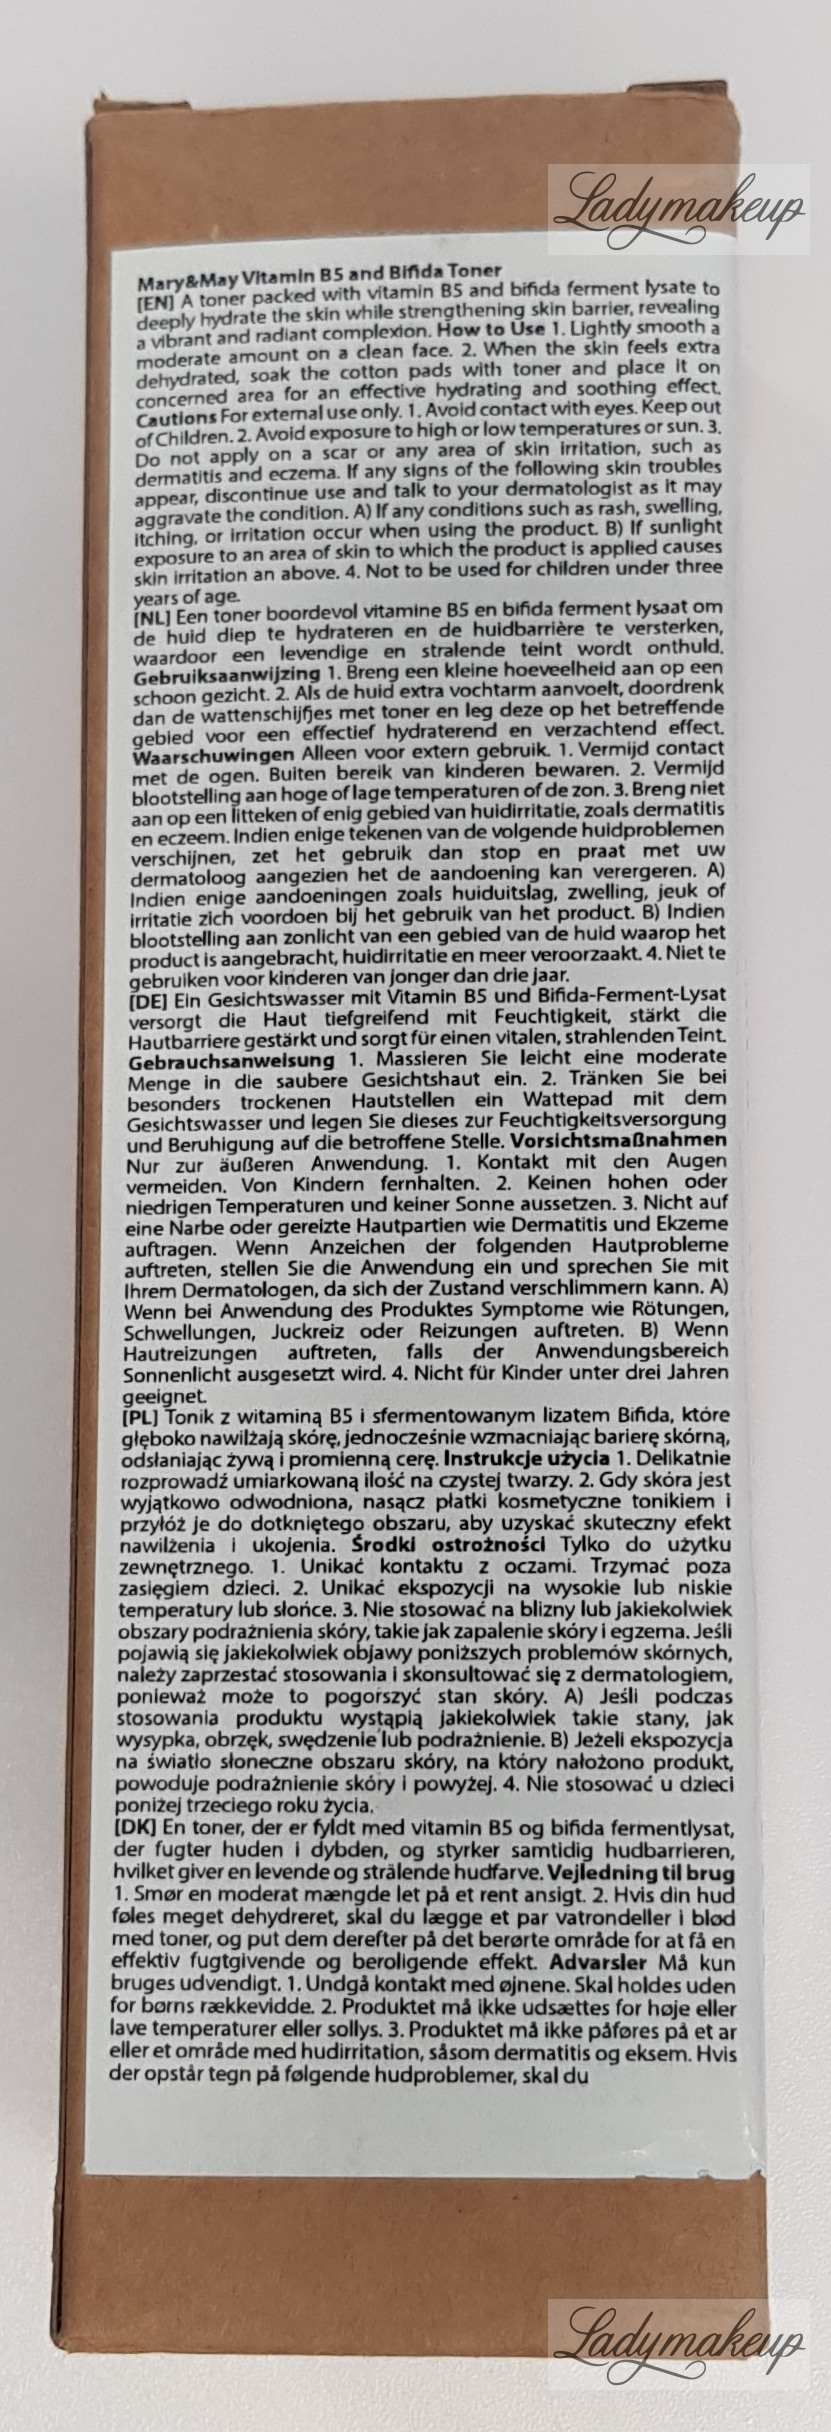 Ladymakeup
Mary&May Vitamin B5 and Bifida Toner
[EN] A toner packed with vitamin B5 and bifida ferment lysate to
deeply hydrate the skin while strengthening skin barrier, revealing
a vibrant and radiant complexion. How to Use 1. Lightly smooth a
moderate amount on a clean face. 2. When the skin feels extra
dehydrated, soak the cotton pads with toner and place it on
concerned area for an effective hydrating and soothing effect.
Cautions For external use only. 1. Avoid contact with eyes. Keep out
of Children. 2. Avoid exposure to high or low temperatures or sun. 3.
Do not apply on a scar or any area of skin irritation, such as
dermatitis and eczema. If any signs of the following skin troubles
appear, discontinue use and talk to your dermatologist as it may
aggravate the condition. A) If any conditions such as rash, swelling,
itching, or irritation occur when using the product. B) If sunlight
exposure to an area of skin to which the product is applied causes
skin irritation an above. 4. Not to be used for children under three
years of age.
[NL] Een toner boordevol vitamine B5 en bifida ferment lysaat om
de huid diep te hydrateren en de huidbarrière te versterken,
waardoor een levendige en stralende teint wordt onthuld.
Gebruiksaanwijzing 1. Breng een kleine hoeveelheid aan op een
schoon gezicht. 2. Als de huid extra vochtarm aanvoelt, doordrenk
dan de wattenschijfjes met toner en leg deze op het betreffende
gebied voor een effectief hydraterend en verzachtend effect.
Waarschuwingen Alleen voor extern gebruik. 1. Vermijd contact
met de ogen. Buiten bereik van kinderen bewaren. 2. Vermijd
blootstelling aan hoge of lage temperaturen of de zon. 3. Breng niet
aan op een litteken of enig gebied van huidirritatie, zoals dermatitis
en eczeem. Indien enige tekenen van de volgende huidproblemen
verschijnen, zet het gebruik dan stop en praat met uw
dermatoloog aangezien het de aandoening kan verergeren. A)
Indien enige aandoeningen zoals huiduitslag, zwelling, jeuk of
irritatie zich voordoen bij het gebruik van het product. B) Indien
blootstelling aan zonlicht van een gebied van de huid waarop het
product is aangebracht, huidirritatie en meer veroorzaakt. 4. Niet te
gebruiken voor kinderen van jonger dan drie jaar.
[DE] Ein Gesichtswasser mit Vitamin B5 und Bifida-Ferment-Lysat
versorgt die Haut tiefgreifend mit Feuchtigkeit, stärkt die
Hautbarriere gestärkt und sorgt für einen vitalen, strahlenden Teint.
Gebrauchsanweisung 1. Massieren Sie leicht eine moderate
Menge in die saubere Gesichtshaut ein. 2. Tränken Sie bei
besonders trockenen Hautstellen ein Wattepad mit dem
Gesichtswasser und legen Sie dieses zur Feuchtigkeitsversorgung
und Beruhigung auf die betroffene Stelle. Vorsichtsmaßnahmen
Nur zur äußeren Anwendung. 1. Kontakt mit den Augen
vermeiden. Von Kindern fernhalten. 2. Keinen hohen oder
niedrigen Temperaturen und keiner Sonne aussetzen. 3. Nicht auf
eine Narbe oder gereizte Hautpartien wie Dermatitis und Ekzeme
auftragen. Wenn Anzeichen der folgenden Hautprobleme
auftreten, stellen Sie die Anwendung ein und sprechen Sie mit
Ihrem Dermatologen, da sich der Zustand verschlimmern kann. A)
Wenn bei Anwendung des Produktes Symptome wie Rötungen,
Schwellungen, Juckreiz oder Reizungen auftreten. B) Wenn
Hautreizungen auftreten, falls der Anwendungsbereich
Sonnenlicht ausgesetzt wird. 4. Nicht für Kinder unter drei Jahren
geeignet.
[PL] Tonik z witaminą B5 i sfermentowanym lizatem Bifida, które
głęboko nawilżają skórę, jednocześnie wzmacniając barierę skórną,
odsłaniając żywą i promienną cerę. Instrukcje użycia 1. Delikatnie
rozprowadź umiarkowaną ilość na czystej twarzy. 2. Gdy skóra jest
wyjątkowo odwodniona, nasącz płatki kosmetyczne tonikiem i
przyłóż je do dotkniętego obszaru, aby uzyskać skuteczny efekt
nawilżenia i ukojenia. Środki ostrożności Tylko do użytku
zewnętrznego. 1. Unikać kontaktu z oczami. Trzymać poza
zasięgiem dzieci. 2. Unikać ekspozycji na wysokie lub niskie
temperatury lub słońce. 3. Nie stosować na blizny lub jakiekolwiek
obszary podrażnienia skóry, takie jak zapalenie skóry i egzema. Jeśli
pojawią się jakiekolwiek objawy poniższych problemów skórnych,
należy zaprzestać stosowania i skonsultować się z dermatologiem,
ponieważ może to pogorszyć stan skóry. A) Jeśli podczas
stosowania produktu wystąpią jakiekolwiek takie stany, jak
wysypka, obrzęk, swędzenie lub podrażnienie. B) Jeżeli ekspozycja
na światło słoneczne obszaru skóry, na który nałożono produkt,
powoduje podrażnienie skóry i powyżej. 4. Nie stosować u dzieci
poniżej trzeciego roku życia.
[DK] En toner, der er fyldt med vitamin B5 og bifida fermentlysat,
der fugter huden i dybden, og styrker samtidig hudbarrieren,
hvilket giver en levende og strålende hudfarve. Vejledning til brug
1. Smør en moderat mængde let på et rent ansigt. 2. Hvis din hud
føles meget dehydreret, skal du lægge et par vatrondeller i blød
med toner, og put dem derefter på det berørte område for at få en
effektiv fugtgivende og beroligende effekt. Advarsler Må kun
bruges udvendigt. 1. Undgå kontakt med øjnene. Skal holdes uden
for børns rækkevidde. 2. Produktet må ikke udsættes for høje eller
lave temperaturer eller sollys. 3. Produktet må ikke påføres på et ar
eller et område med hudirritation, såsom dermatitis og eksem. Hvis
der opstår tegn på følgende hudproblemer, skal du
Ladymakeup